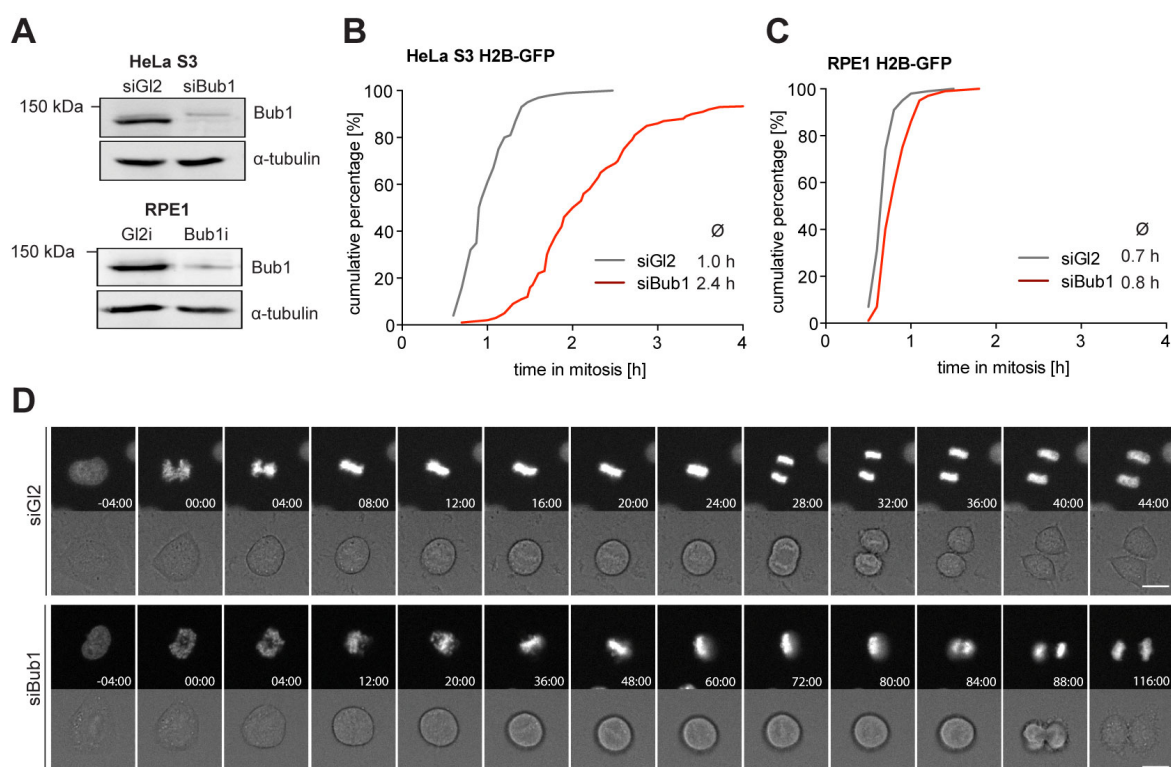 A
HeLa S3
siGl2 siBub1
150 kDa
Bub1
α-tubulin
RPE1
Gl2i Bub1i
150 kDa
Bub1
α-tubulin
B
HeLa S3 H2B-GFP
cumulative percentage [%]
100
80
60
40
20
0
0 1 2 3 4
time in mitosis [h]
Ø
siGl2 1.0 h
siBub1 2.4 h
C
RPE1 H2B-GFP
cumulative percentage [%]
100
80
60
40
20
0
0 1 2 3 4
time in mitosis [h]
Ø
siGl2 0.7 h
siBub1 0.8 h
D
siGl2
-04:00 00:00 04:00 08:00 12:00 16:00 20:00 24:00 28:00 32:00 36:00 40:00 44:00
siBub1
-04:00 00:00 04:00 12:00 20:00 36:00 48:00 60:00 72:00 80:00 84:00 88:00 116:00